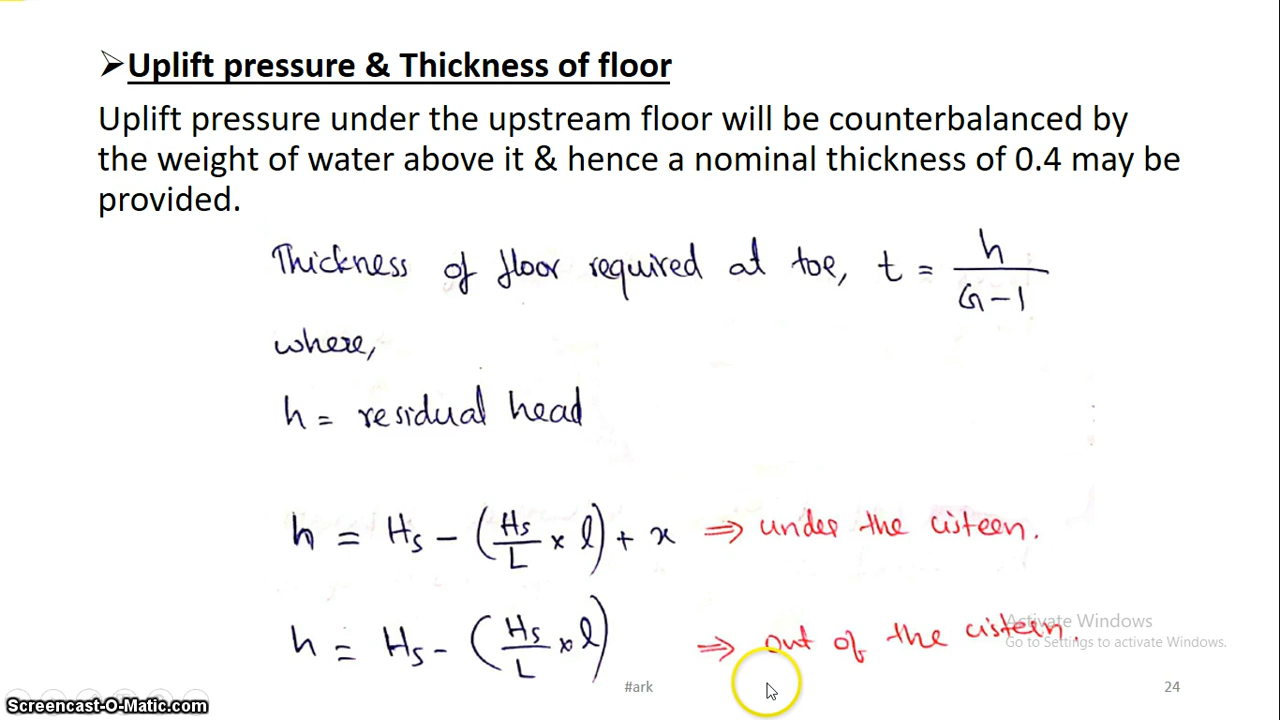 ➢Uplift pressure & Thickness of floor
Uplift pressure under the upstream floor will be counterbalanced by
the weight of water above it & hence a nominal thickness of 0.4 may be
provided.
Thickness of floor required at toe, t = h/(G-1)
where,
h = residual head
h = Hs - (Hs/L × l) + x ⇒ under the cisteen.
h = Hs - (Hs/L × l) ⇒ out of the cisteen.
Activate Windows
Go to Settings to activate Windows.
#ark
24
Screencast-O-Matic.com